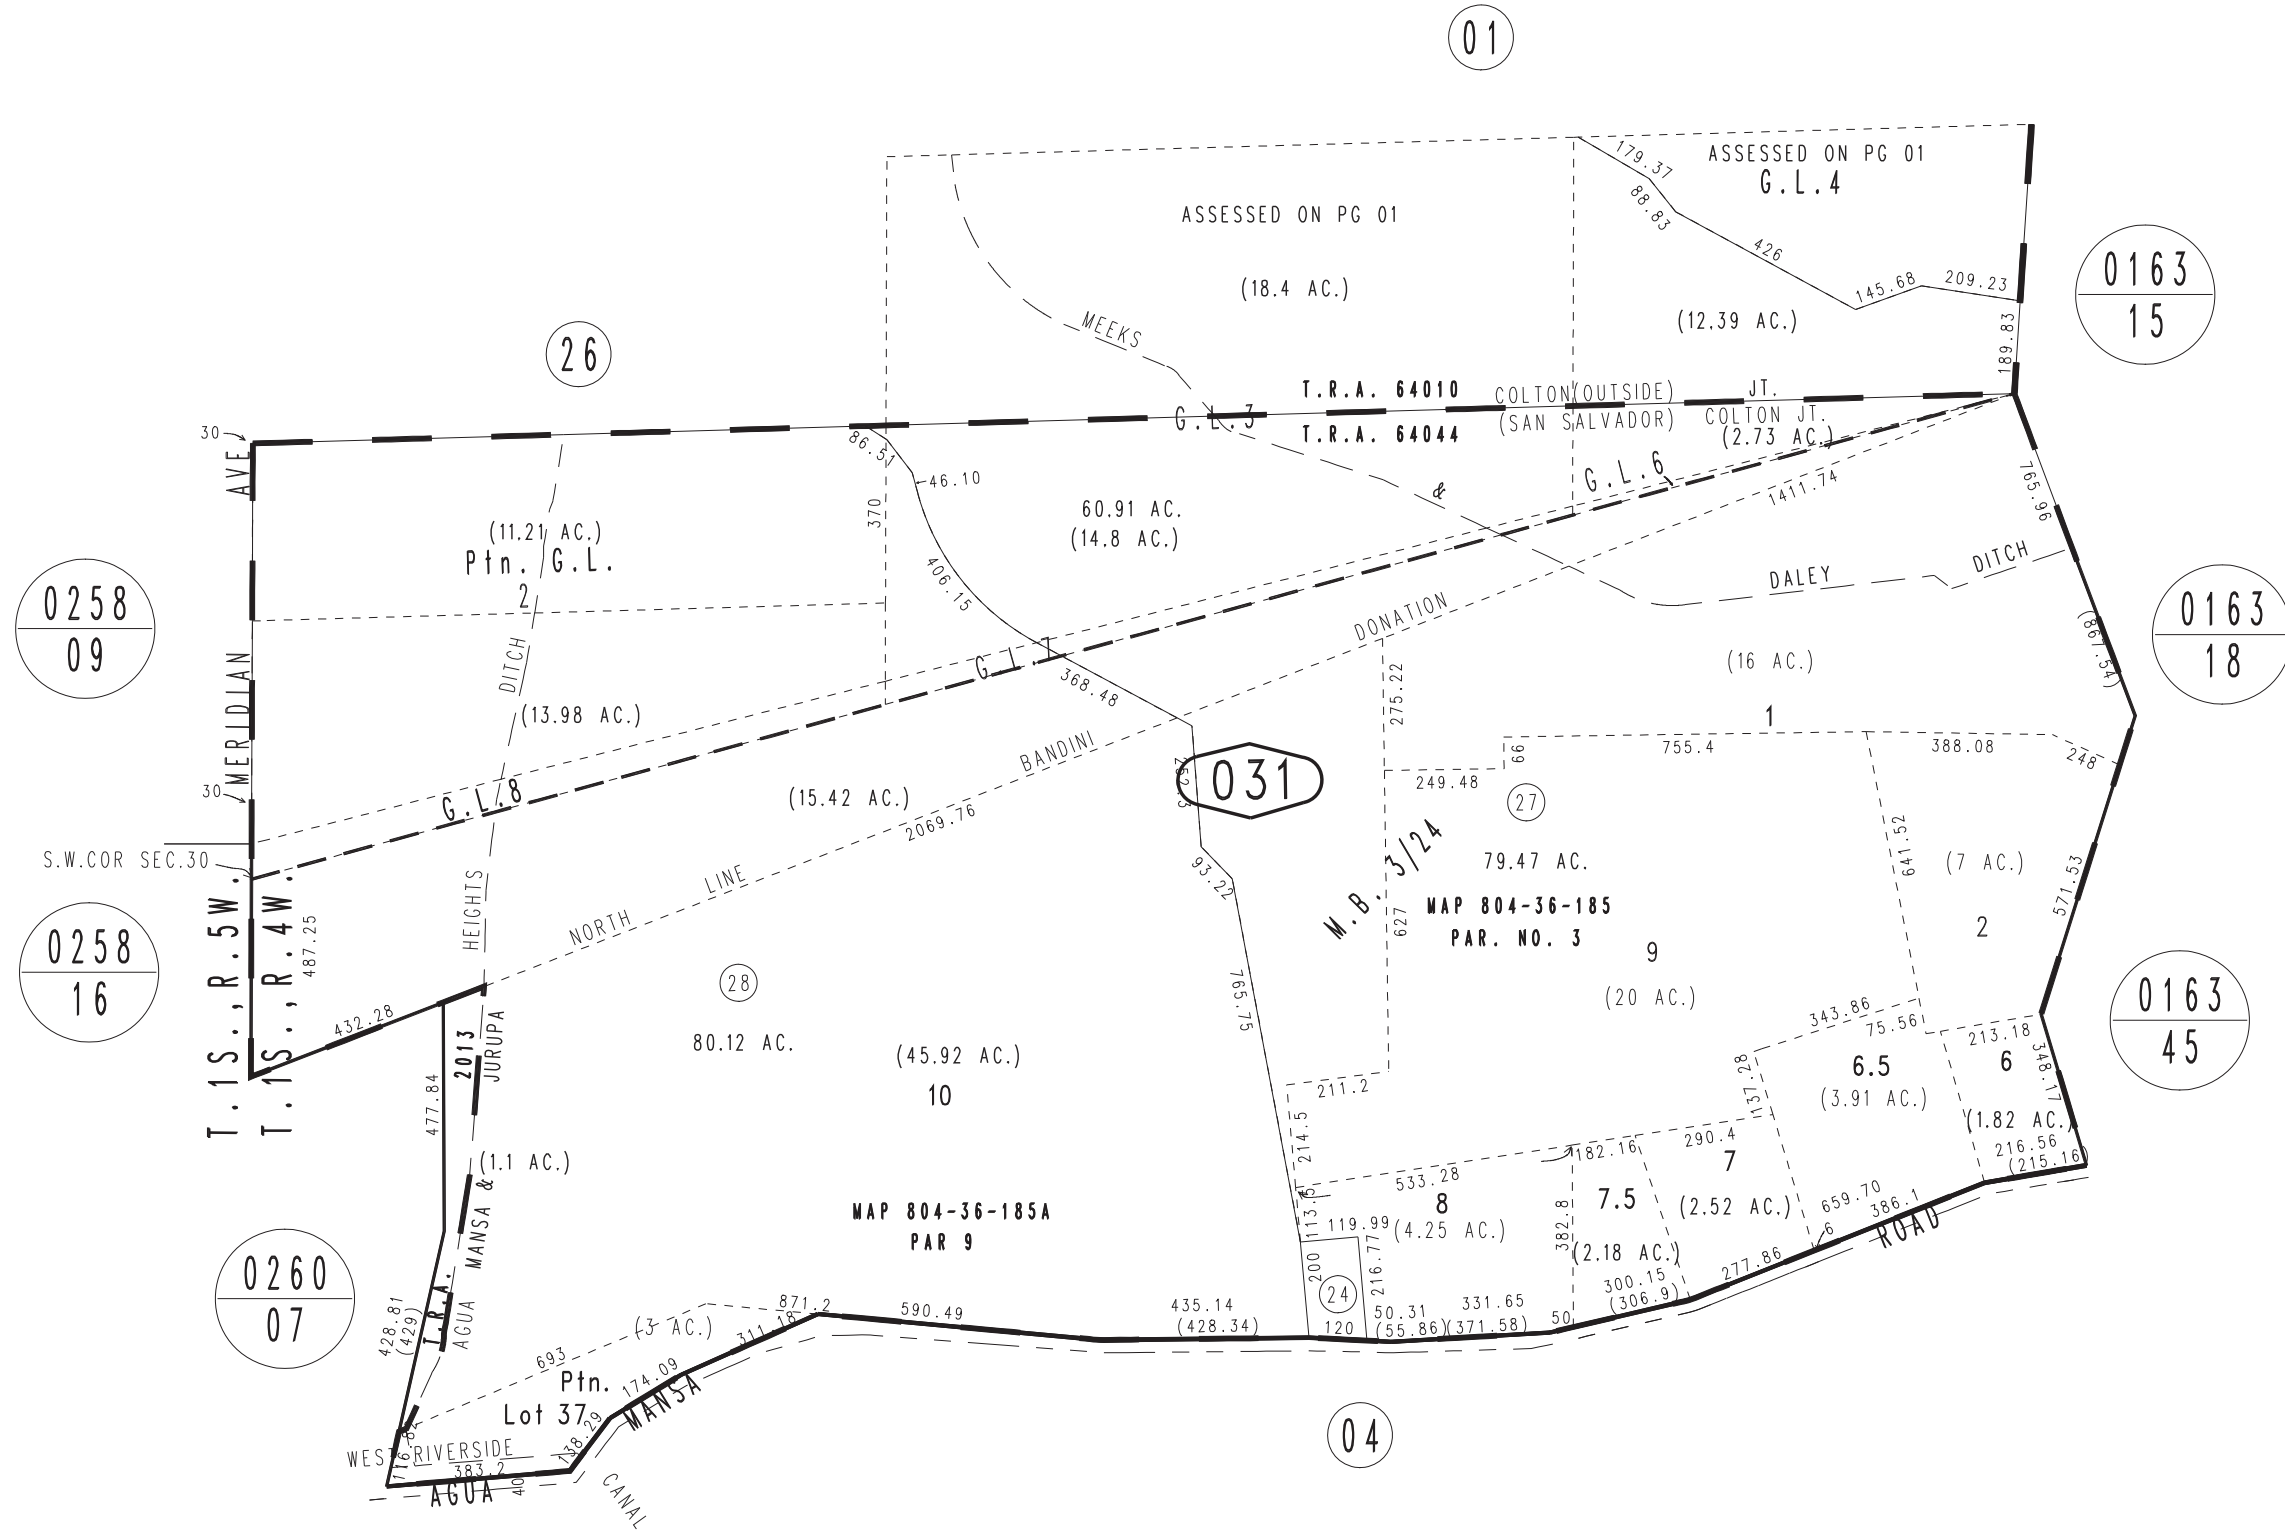 01
ASSESSED ON PG 01
G.L.4
179.37
88.83
426
145.68
209.23
ASSESSED ON PG 01
(18.4 AC.)
(12.39 AC.)
0163
15
189.83
MEEKS
26
T.R.A. 64010
COLTON(OUTSIDE)
JT.
G.L.3
T.R.A. 64044
(SAN SALVADOR)
COLTON JT.
(2.73 AC.)
30
AVE
86.51
46.10
370
G.L.6
&
1411.74
765.96
60.91 AC.
(14.8 AC.)
(11.21 AC.)
Ptn. G.L.
2
406.15
DALEY
DITCH
0258
09
0163
18
DONATION
(867.54)
MERIDIAN
DITCH
G.L.7
368.48
275.22
(16 AC.)
1
(13.98 AC.)
755.4
388.08
248
66
249.48
BANDINI
031
27
30
G.L.8
(15.42 AC.)
2069.76
S.W.COR SEC.30
M.B. 3/24
79.47 AC.
641.52
(7 AC.)
571.53
LINE
93.22
MAP 804-36-185
PAR. NO. 3
627
2
T.1S.,R.5W.
T.1S.,R.4W.
487.25
HEIGHTS
NORTH
0258
16
28
9
(20 AC.)
765.75
0163
45
432.28
343.86
75.56
213.18
348.17
80.12 AC.
(45.92 AC.)
10
2013
JURUPA
477.84
211.2
137.28
6.5
(3.91 AC.)
6
(1.82 AC.)
214.5
216.56
(215.16)
(1.1 AC.)
182.16
290.4
7
(2.52 AC.)
533.28
8
(4.25 AC.)
7.5
(2.18 AC.)
382.8
113.5
119.99
659.70
386.1
6
ROAD
MAP 804-36-185A
PAR 9
MANSA &
AGUA
T.R.A.
0260
07
428.81
(429)
200
24
216.77
277.86
300.15
(306.9)
871.2
590.49
435.14
(428.34)
120
50.31
(55.86)
331.65
(371.58)
50
(3 AC.)
311.18
693
174.09
Ptn.
Lot 37
MANSA
138.29
116.82
WEST RIVERSIDE
383.2
AGUA
40
CANAL
04